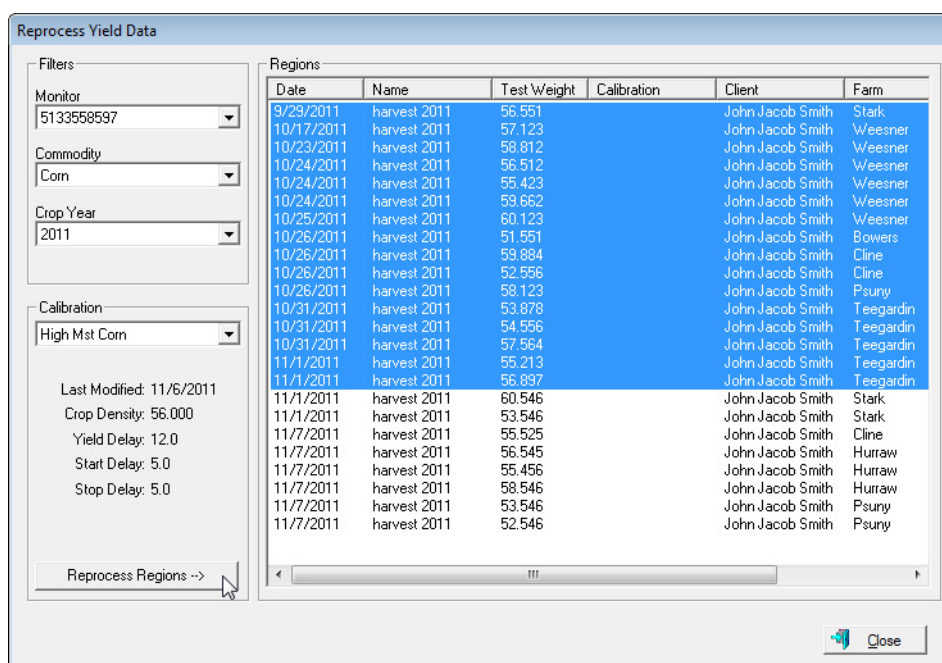 Reprocess Yield Data
Filters
Monitor
5133558597
Commodity
Corn
Crop Year
2011
Calibration
High Mst Corn
Last Modified: 11/6/2011
Crop Density: 56.000
Yield Delay: 12.0
Start Delay: 5.0
Stop Delay: 5.0
Reprocess Regions -->
Regions
Date Name Test Weight Calibration Client Farm
9/29/2011 harvest 2011 56.551 John Jacob Smith Stark
10/17/2011 harvest 2011 57.123 John Jacob Smith Weesner
10/23/2011 harvest 2011 58.812 John Jacob Smith Weesner
10/24/2011 harvest 2011 56.512 John Jacob Smith Weesner
10/24/2011 harvest 2011 55.423 John Jacob Smith Weesner
10/24/2011 harvest 2011 59.662 John Jacob Smith Weesner
10/25/2011 harvest 2011 60.123 John Jacob Smith Weesner
10/26/2011 harvest 2011 51.551 John Jacob Smith Bowers
10/26/2011 harvest 2011 59.884 John Jacob Smith Cline
10/26/2011 harvest 2011 52.556 John Jacob Smith Cline
10/26/2011 harvest 2011 58.123 John Jacob Smith Psuny
10/31/2011 harvest 2011 53.878 John Jacob Smith Teegardin
10/31/2011 harvest 2011 54.556 John Jacob Smith Teegardin
10/31/2011 harvest 2011 57.564 John Jacob Smith Teegardin
11/1/2011 harvest 2011 55.213 John Jacob Smith Teegardin
11/1/2011 harvest 2011 56.897 John Jacob Smith Teegardin
11/1/2011 harvest 2011 60.546 John Jacob Smith Stark
11/1/2011 harvest 2011 53.546 John Jacob Smith Stark
11/7/2011 harvest 2011 55.525 John Jacob Smith Cline
11/7/2011 harvest 2011 56.545 John Jacob Smith Hurraw
11/7/2011 harvest 2011 55.456 John Jacob Smith Hurraw
11/7/2011 harvest 2011 58.546 John Jacob Smith Hurraw
11/7/2011 harvest 2011 53.546 John Jacob Smith Psuny
11/7/2011 harvest 2011 52.546 John Jacob Smith Psuny
Close